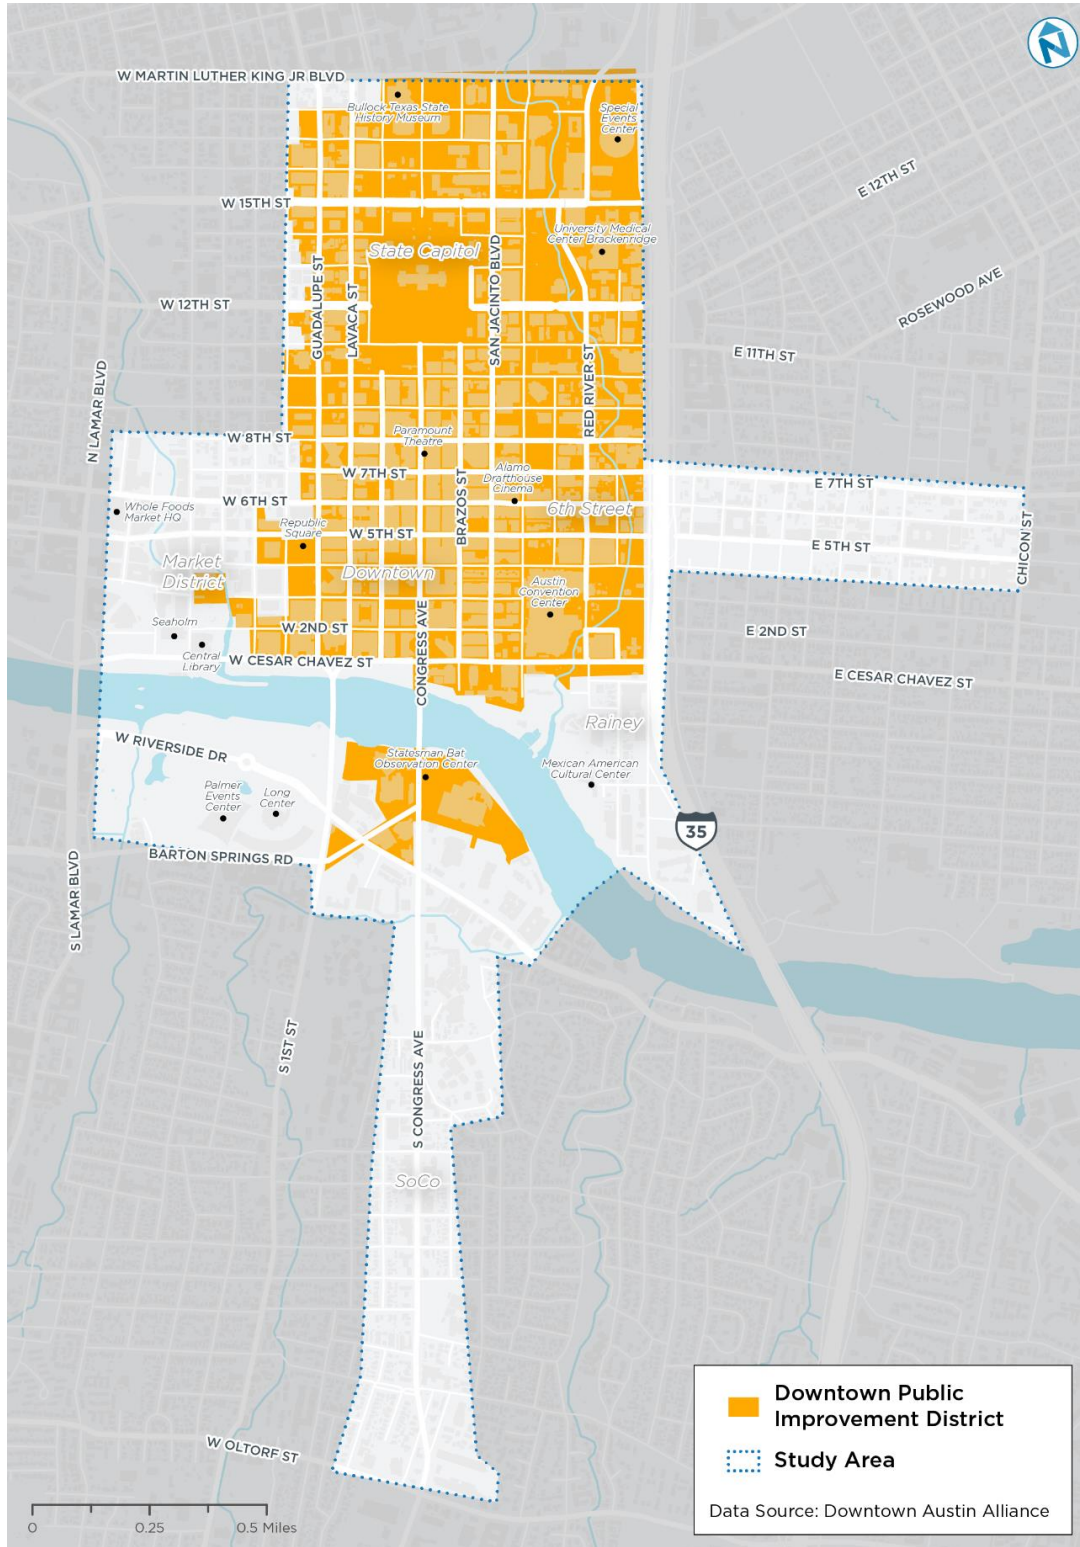 N
W MARTIN LUTHER KING JR BLVD
Bullock Texas State
History Museum
Special
Events
Center
E 12TH ST
W 15TH ST
University Medical
Center Brackenridge
State Capitol
SAN JACINTO BLVD
GUADALUPE ST
LAVACA ST
W 12TH ST
ROSEWOOD AVE
E 11TH ST
RED RIVER ST
N LAMAR BLVD
W 8TH ST
Paramount
Theatre
W 7TH ST
Alamo
Drafthouse
Cinema
BRAZOS ST
E 7TH ST
W 6TH ST
Whole Foods
Market HQ
6th Street
Republic
Square
W 5TH ST
E 5TH ST
CHICON ST
Market
District
Downtown
Austin
Convention
Center
Seaholm
W 2ND ST
E 2ND ST
CONGRESS AVE
Central
Library
W CESAR CHAVEZ ST
E CESAR CHAVEZ ST
Rainey
W RIVERSIDE DR
Statesman Bat
Observation Center
Mexican American
Cultural Center
Palmer
Events
Center
Long
Center
35
BARTON SPRINGS RD
S LAMAR BLVD
S 1ST ST
S CONGRESS AVE
SoCo
W OLTORF ST
Downtown Public
Improvement District
Study Area
Data Source: Downtown Austin Alliance
0
0.25
0.5 Miles